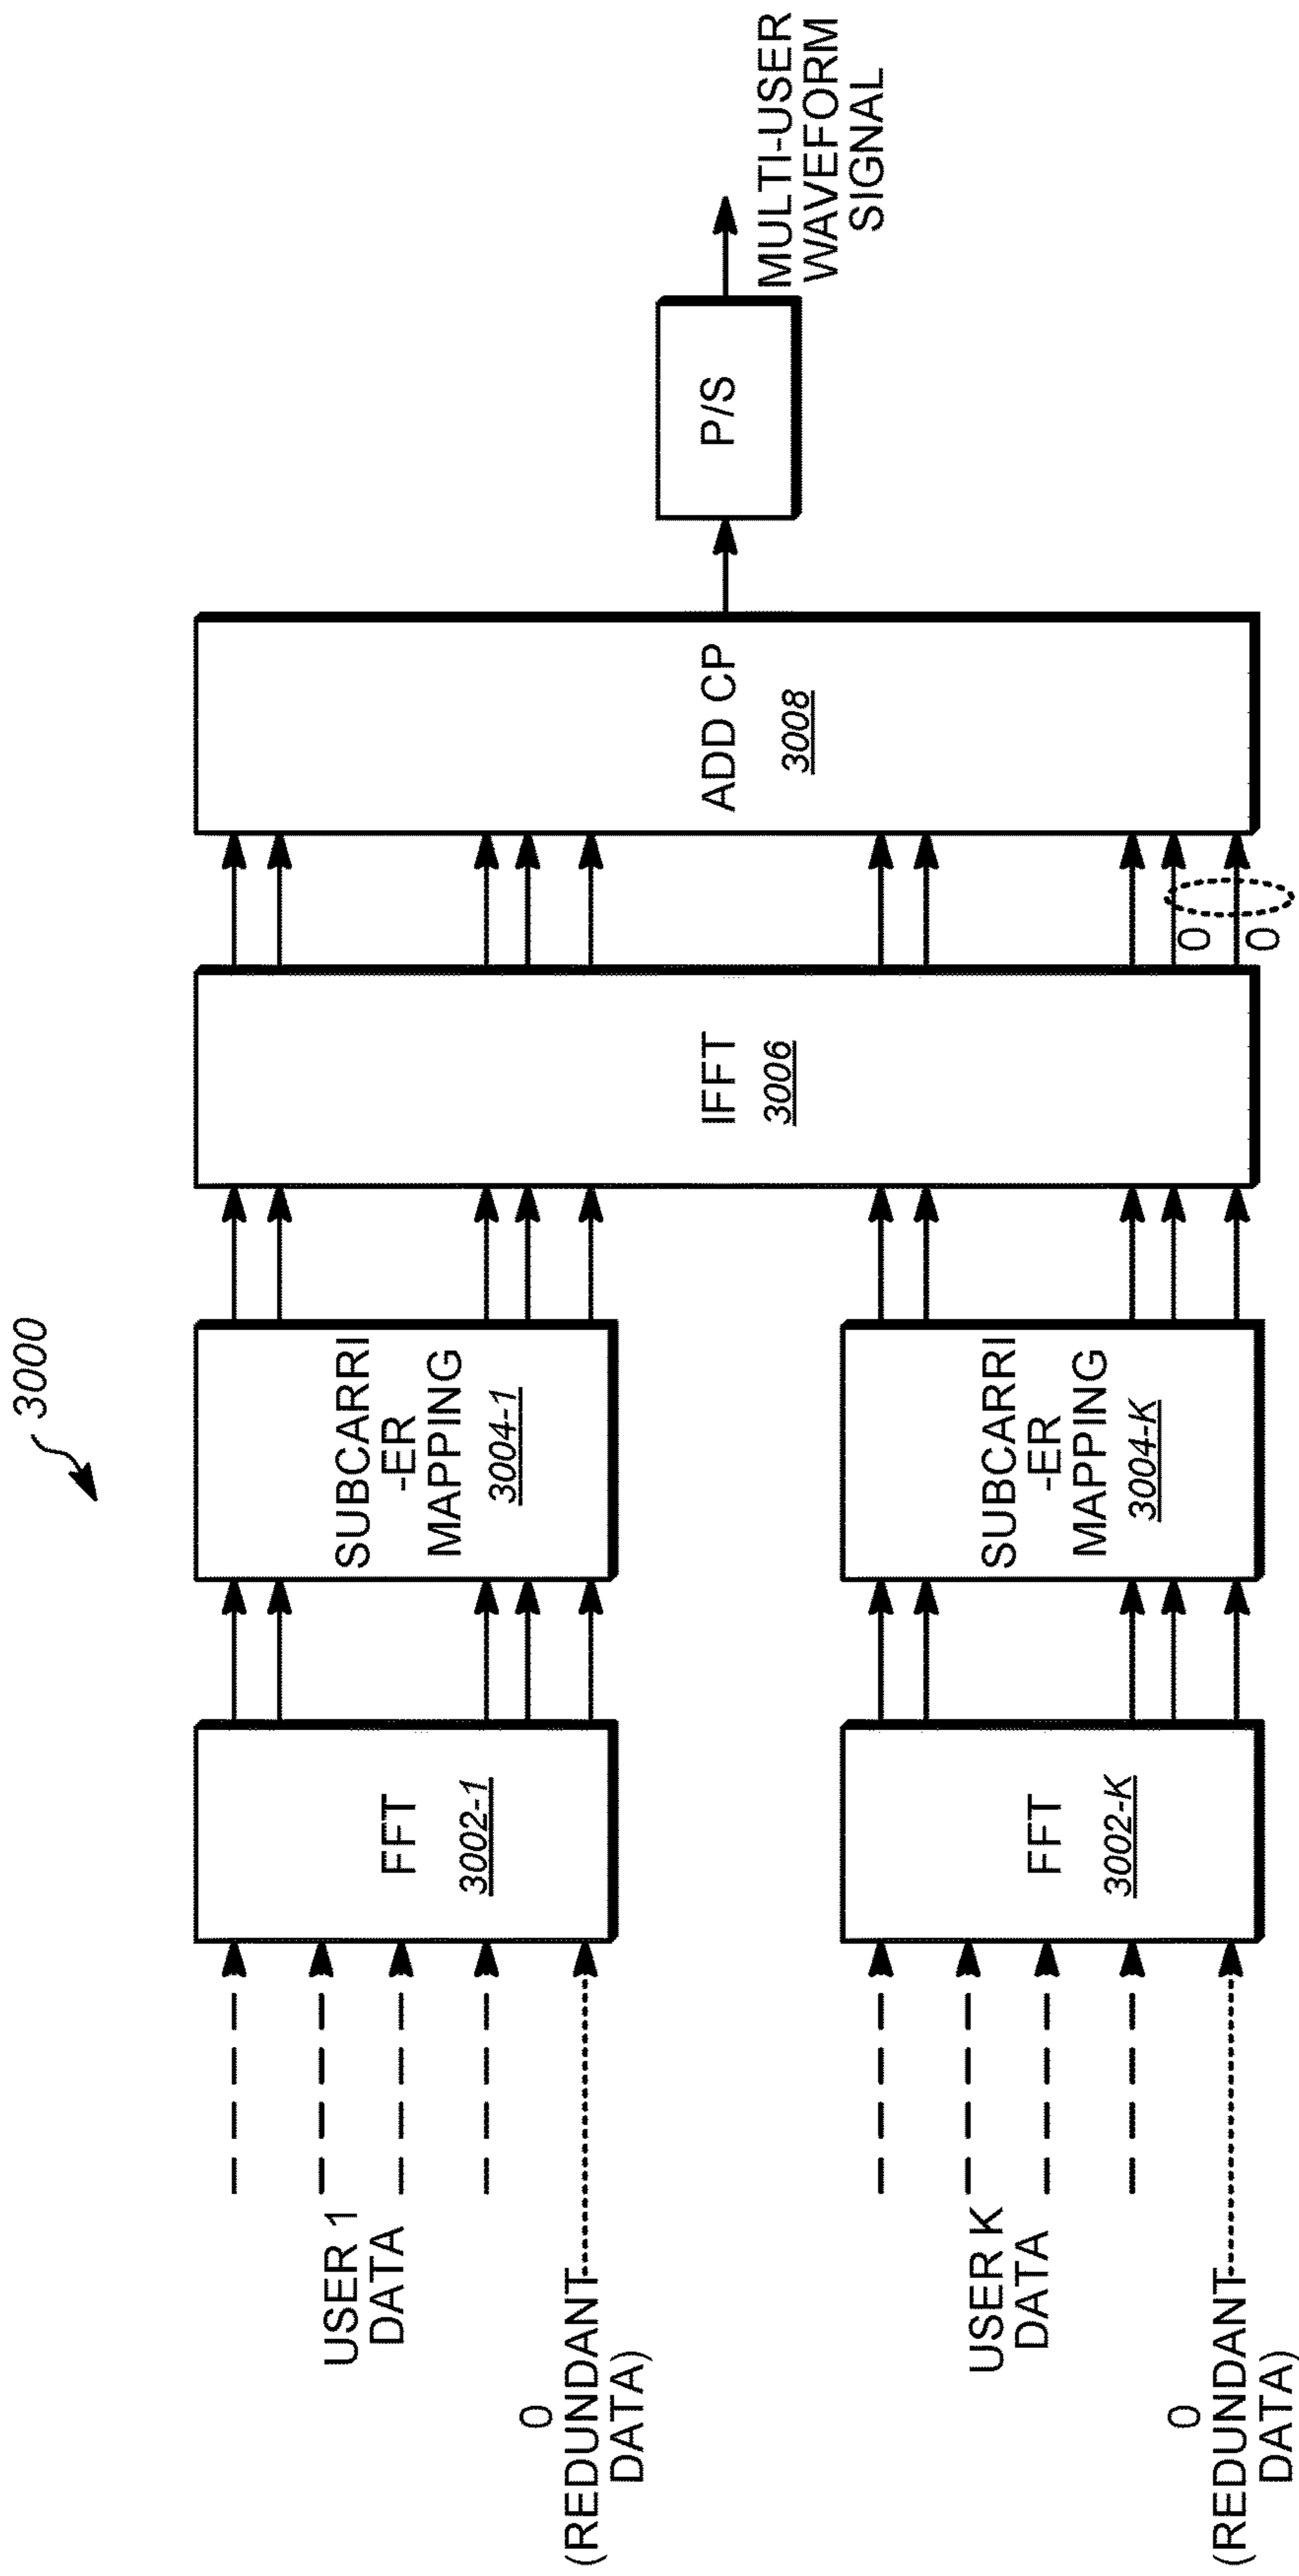 3000
USER 1
DATA
0
(REDUNDANT
DATA)
FFT
3002-1
SUBCARRI
-ER
MAPPING
3004-1
USER K
DATA
0
(REDUNDANT
DATA)
FFT
3002-K
SUBCARRI
-ER
MAPPING
3004-K
IFFT
3006
0
0
ADD CP
3008
P/S
MULTI-USER
WAVEFORM
SIGNAL